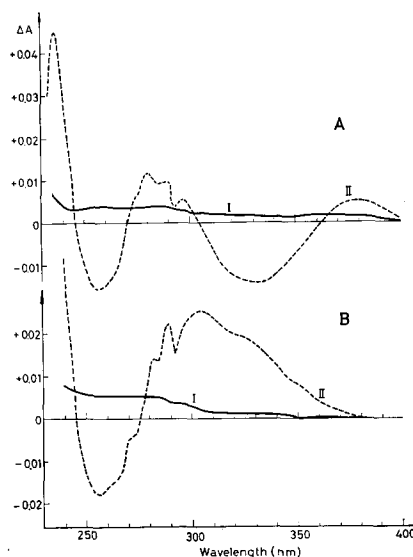 ΔA
+0.04
+0.03
+0.02
+0.01
0
-0.01
A
I
II
+0.02
+0.01
0
-0.01
-0.02
B
I
II
250
300
350
400
Wavelength (nm)